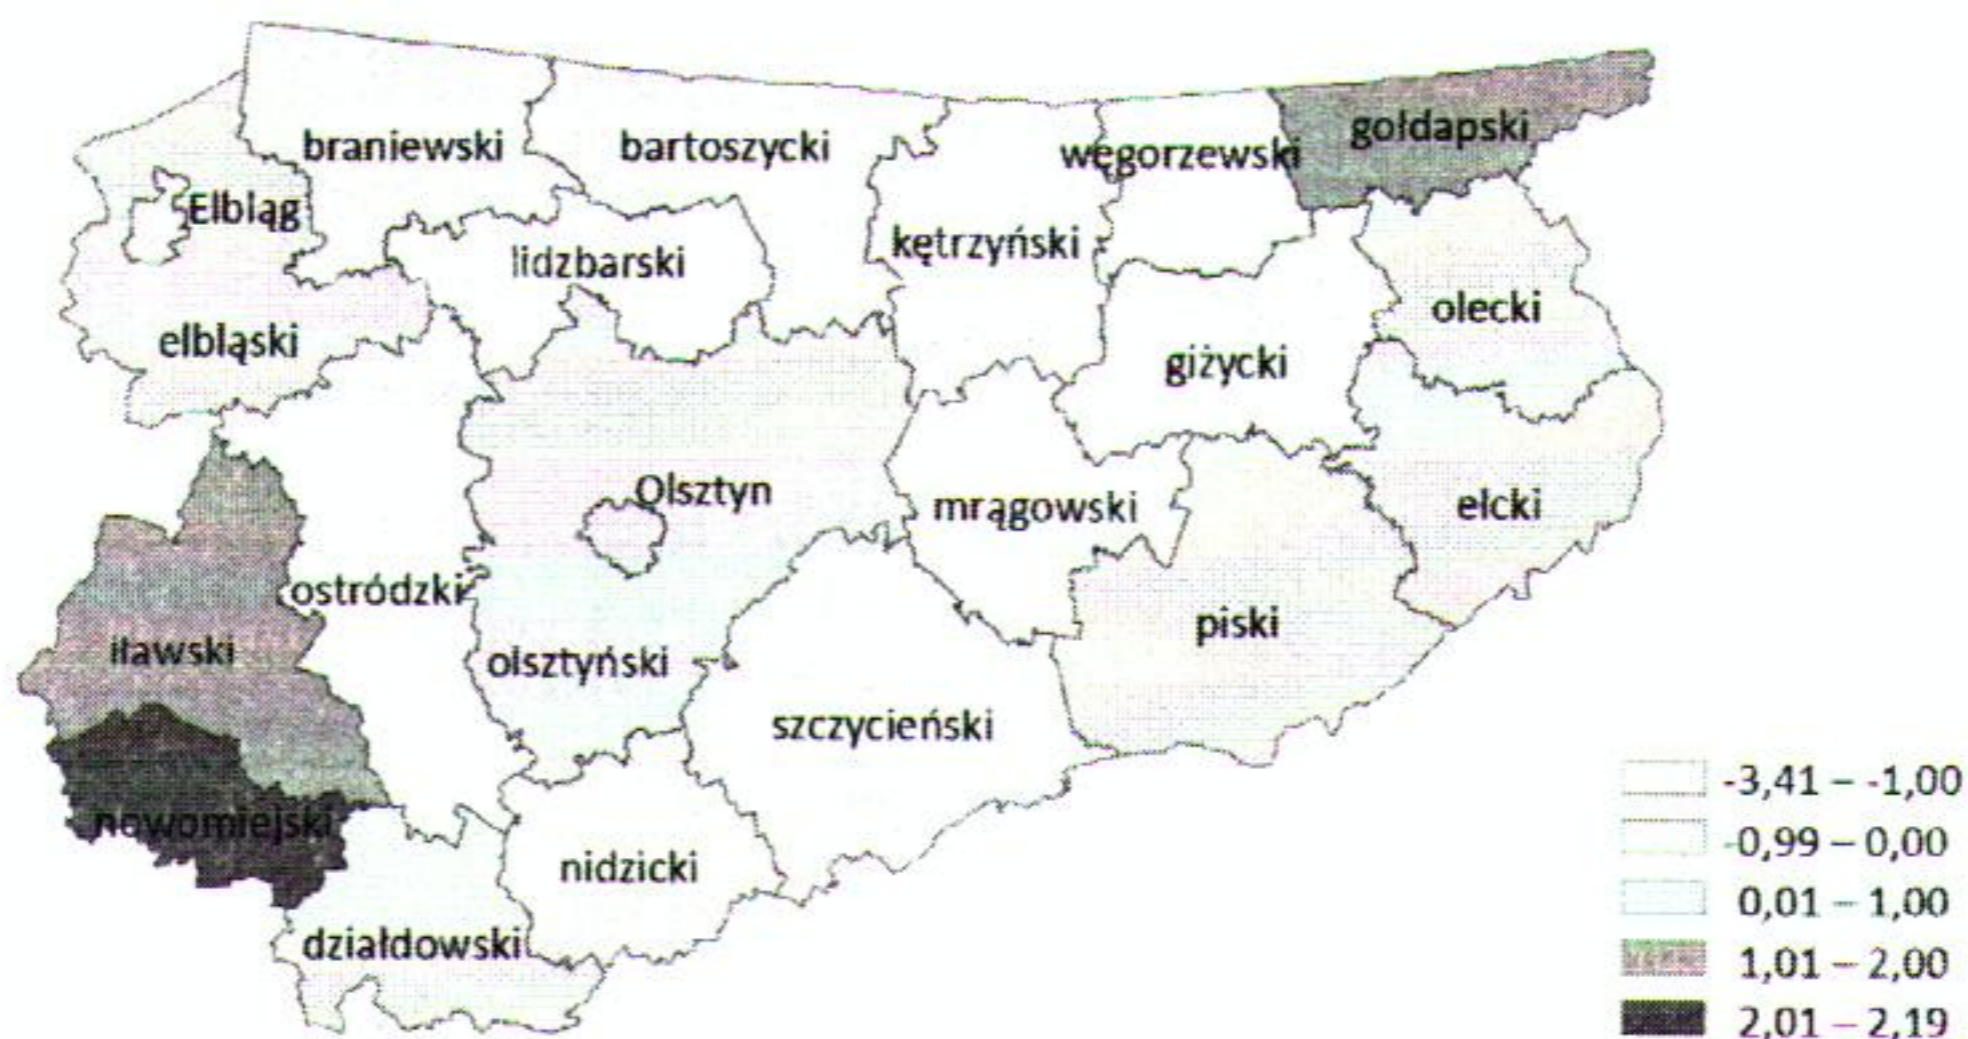 braniewski
bartoszycki
węgorzewski
gołdapski
Elbląg
lidzbarski
kętrzyński
elbląski
olecki
giżycki
Olsztyn
mrągowski
ełcki
ostródzki
iławski
olsztyński
piski
szczycieński
nowomiejski
nidzicki
działdowski
-3,41 – -1,00
-0,99 – 0,00
0,01 – 1,00
1,01 – 2,00
2,01 – 2,19